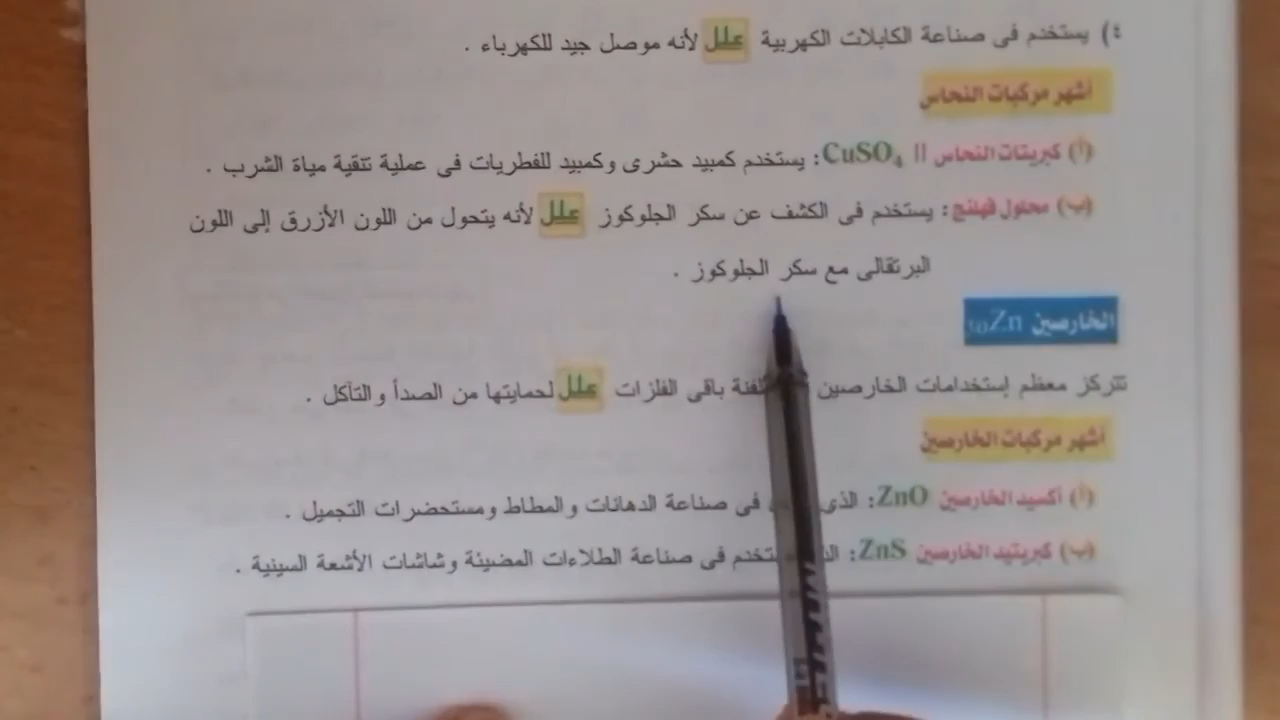 ٤) يستخدم فى صناعة الكابلات الكهربية علل لأنه موصل جيد للكهرباء .
أشهر مركبات النحاس
(أ) كبريتات النحاس II CuSO₄: يستخدم كمبيد حشرى وكمبيد للفطريات فى عملية تنقية مياة الشرب .
(ب) محلول فهلنج: يستخدم فى الكشف عن سكر الجلوكوز علل لأنه يتحول من اللون الأزرق إلى اللون
البرتقالى مع سكر الجلوكوز .
الخارصين ₃₀Zn
تتركز معظم إستخدامات الخارصين باقى الفلزات علل لحمايتها من الصدأ والتآكل .
أشهر مركبات الخارصين
(أ) أكسيد الخارصين ZnO: الذى فى صناعة الدهانات والمطاط ومستحضرات التجميل .
(ب) كبريتيد الخارصين ZnS: فى صناعة الطلاءات المضيئة وشاشات الأشعة السينية .